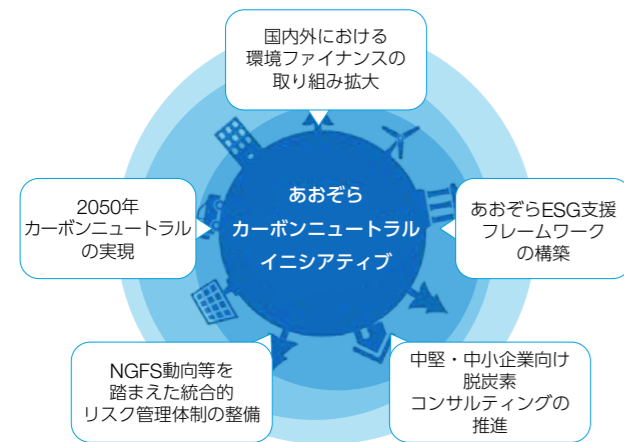 国内外における
環境ファイナンスの
取り組み拡大
あおぞら
カーボンニュートラル
イニシアティブ
2050年
カーボンニュートラル
の実現
あおぞらESG支援
フレームワーク
の構築
NGFS動向等を
踏まえた統合的
リスク管理体制の整備
中堅・中小企業向け
脱炭素
コンサルティングの
推進